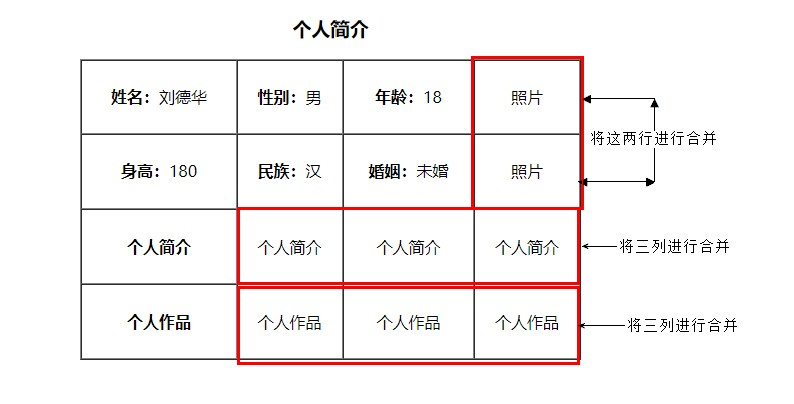 个人简介
姓名：刘德华 性别：男 年龄：18 照片
将这两行进行合并
身高：180 民族：汉 婚姻：未婚 照片
个人简介 个人简介 个人简介 个人简介 将三列进行合并
个人作品 个人作品 个人作品 个人作品 将三列进行合并